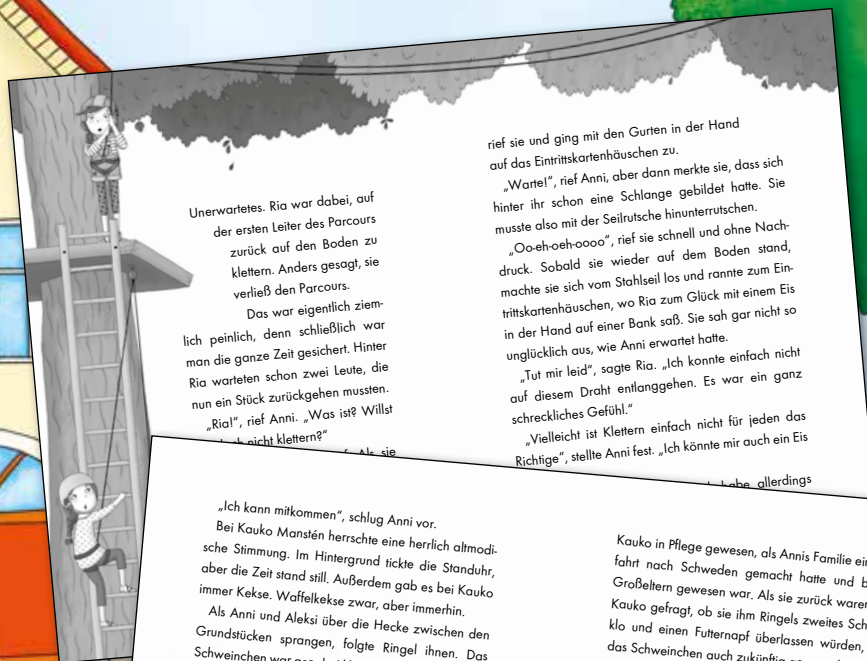 Unerwartetes. Ria war dabei, auf
der ersten Leiter des Parcours
zurück auf den Boden zu
klettern. Anders gesagt, sie
verließ den Parcours.
Das war eigentlich ziem-
lich peinlich, denn schließlich war
man die ganze Zeit gesichert. Hinter
Ria warteten schon zwei Leute, die
nun ein Stück zurückgehen mussten.
„Ria!", rief Anni. „Was ist? Willst
nicht klettern?"
Als sie
rief sie und ging mit den Gurten in der Hand
auf das Eintrittskartenhäuschen zu.
„Warte!", rief Anni, aber dann merkte sie, dass sich
hinter ihr schon eine Schlange gebildet hatte. Sie
musste also mit der Seilrutsche hinunterrutschen.
„Oo-eh-oeh-oooo", rief sie schnell und ohne Nach-
druck. Sobald sie wieder auf dem Boden stand,
machte sie sich vom Stahlseil los und rannte zum Ein-
trittskartenhäuschen, wo Ria zum Glück mit einem Eis
in der Hand auf einer Bank saß. Sie sah gar nicht so
unglücklich aus, wie Anni erwartet hatte.
„Tut mir leid", sagte Ria. „Ich konnte einfach nicht
auf diesem Draht entlanggehen. Es war ein ganz
schreckliches Gefühl."
„Vielleicht ist Klettern einfach nicht für jeden das
Richtige", stellte Anni fest. „Ich könnte mir auch ein Eis
habe allerdings
„Ich kann mitkommen", schlug Anni vor.
Bei Kauko Manstén herrschte eine herrlich altmodi-
sche Stimmung. Im Hintergrund tickte die Standuhr,
aber die Zeit stand still. Außerdem gab es bei Kauko
immer Kekse. Waffelkekse zwar, aber immerhin.
Als Anni und Aleksi über die Hecke zwischen den
Grundstücken sprangen, folgte Ringel ihnen. Das
Schweinchen war
Kauko in Pflege gewesen, als Annis Familie
fahrt nach Schweden gemacht hatte und
Großeltern gewesen war. Als sie zurück
Kauko gefragt, ob sie ihm Ringels zweites
klo und einen Futternapf überlassen würden,
das Schweinchen auch zukünftig